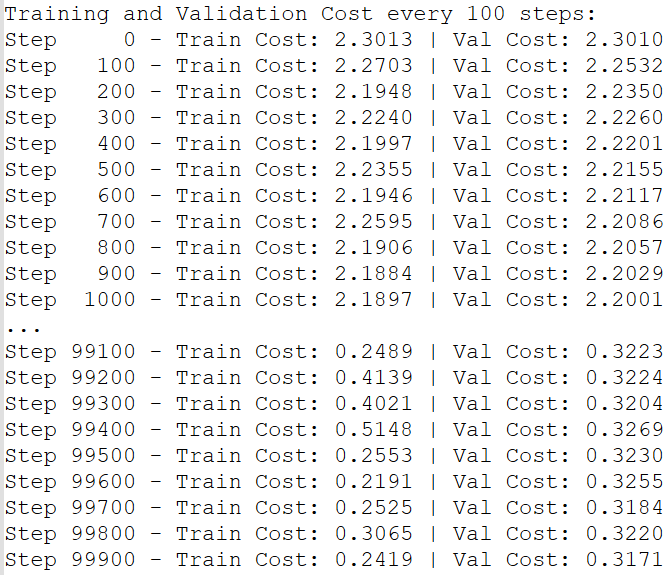 Training and Validation Cost every 100 steps:
Step     0 - Train Cost: 2.3013 | Val Cost: 2.3010
Step   100 - Train Cost: 2.2703 | Val Cost: 2.2532
Step   200 - Train Cost: 2.1948 | Val Cost: 2.2350
Step   300 - Train Cost: 2.2240 | Val Cost: 2.2260
Step   400 - Train Cost: 2.1997 | Val Cost: 2.2201
Step   500 - Train Cost: 2.2355 | Val Cost: 2.2155
Step   600 - Train Cost: 2.1946 | Val Cost: 2.2117
Step   700 - Train Cost: 2.2595 | Val Cost: 2.2086
Step   800 - Train Cost: 2.1906 | Val Cost: 2.2057
Step   900 - Train Cost: 2.1884 | Val Cost: 2.2029
Step  1000 - Train Cost: 2.1897 | Val Cost: 2.2001
...
Step 99100 - Train Cost: 0.2489 | Val Cost: 0.3223
Step 99200 - Train Cost: 0.4139 | Val Cost: 0.3224
Step 99300 - Train Cost: 0.4021 | Val Cost: 0.3204
Step 99400 - Train Cost: 0.5148 | Val Cost: 0.3269
Step 99500 - Train Cost: 0.2553 | Val Cost: 0.3230
Step 99600 - Train Cost: 0.2191 | Val Cost: 0.3255
Step 99700 - Train Cost: 0.2525 | Val Cost: 0.3184
Step 99800 - Train Cost: 0.3065 | Val Cost: 0.3220
Step 99900 - Train Cost: 0.2419 | Val Cost: 0.3171